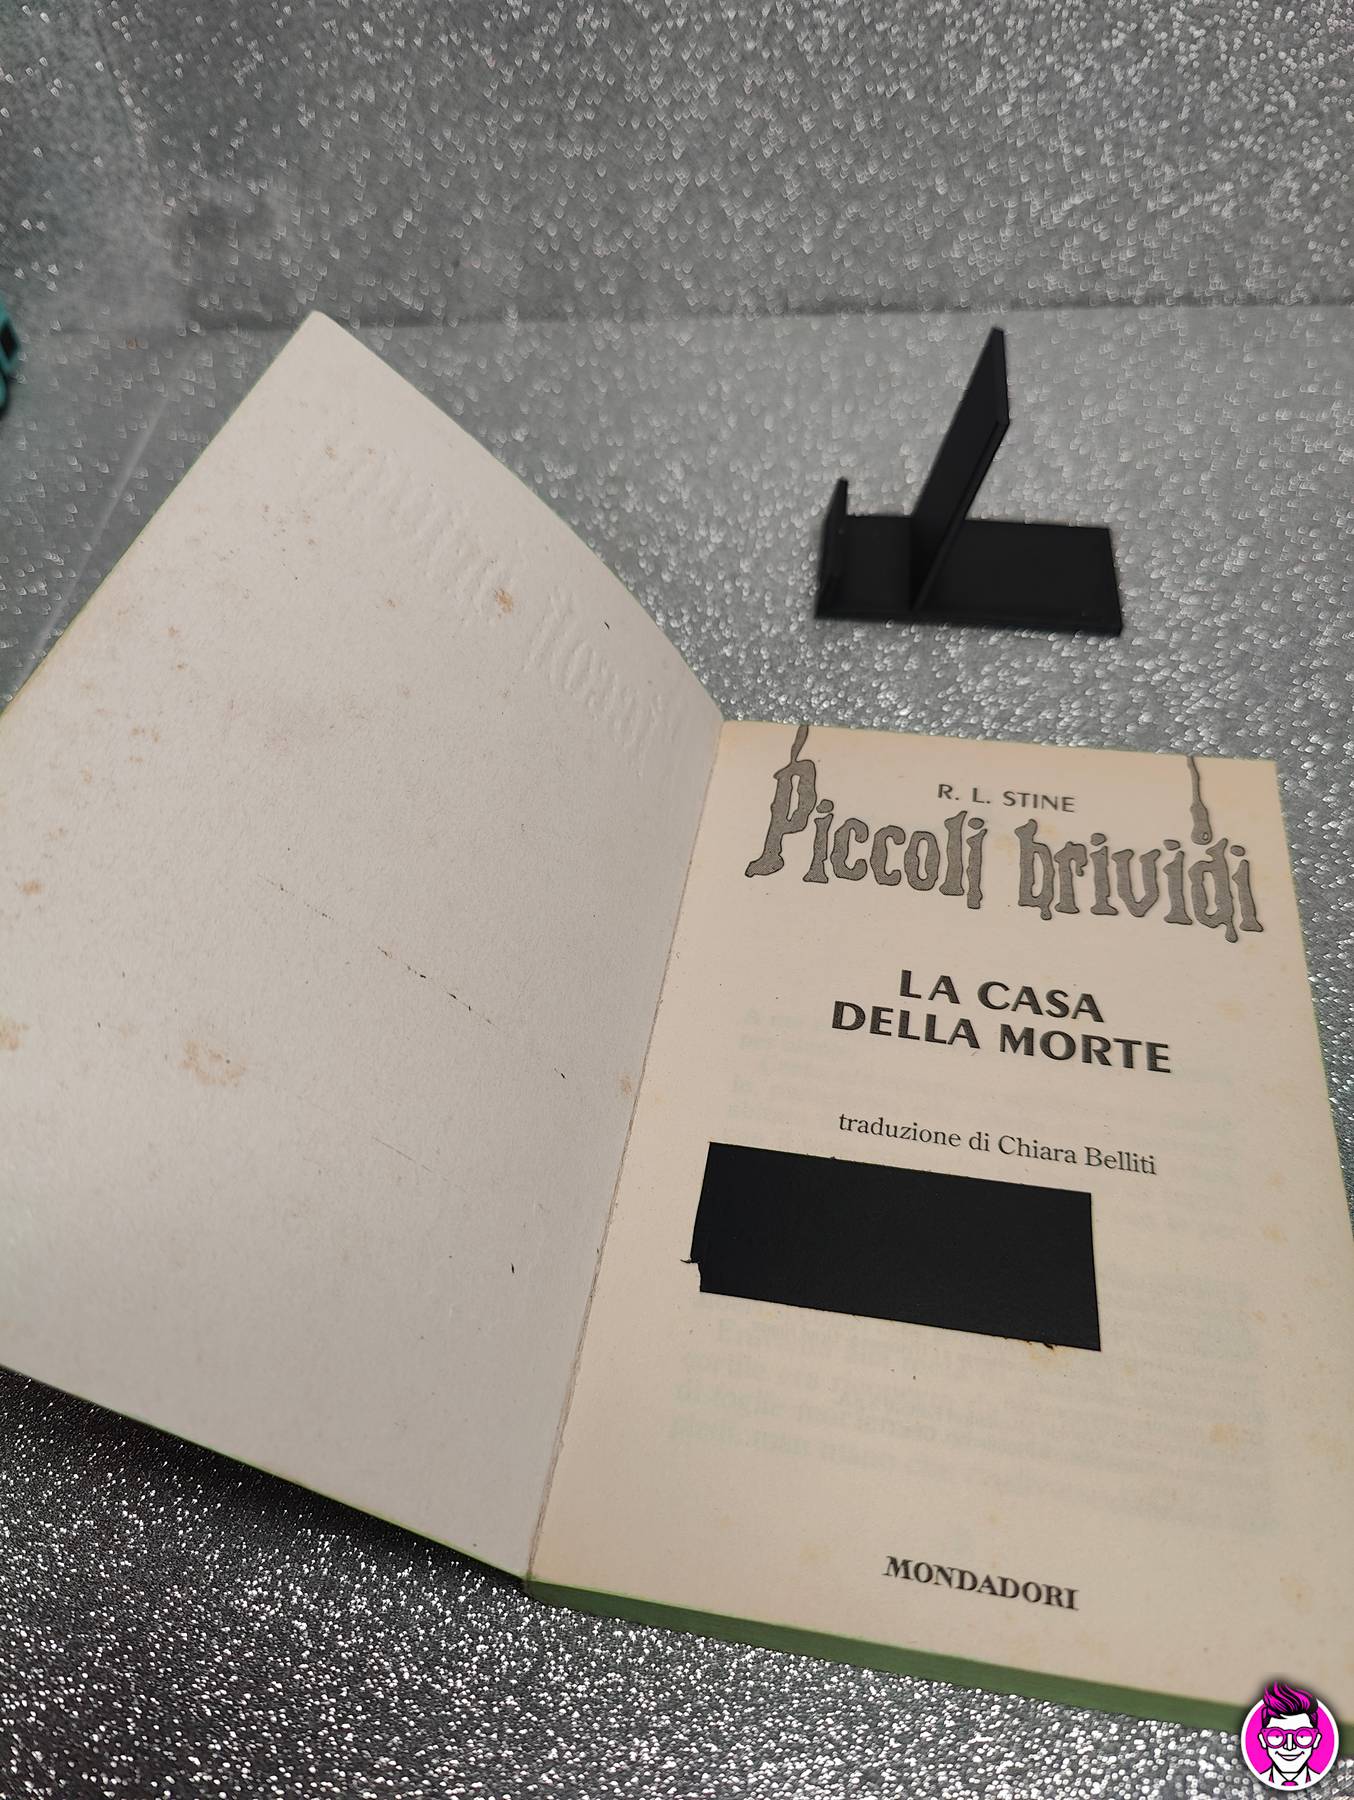 R. L. STINE
Piccoli brividi
LA CASA
DELLA MORTE
traduzione di Chiara Belliti
MONDADORI